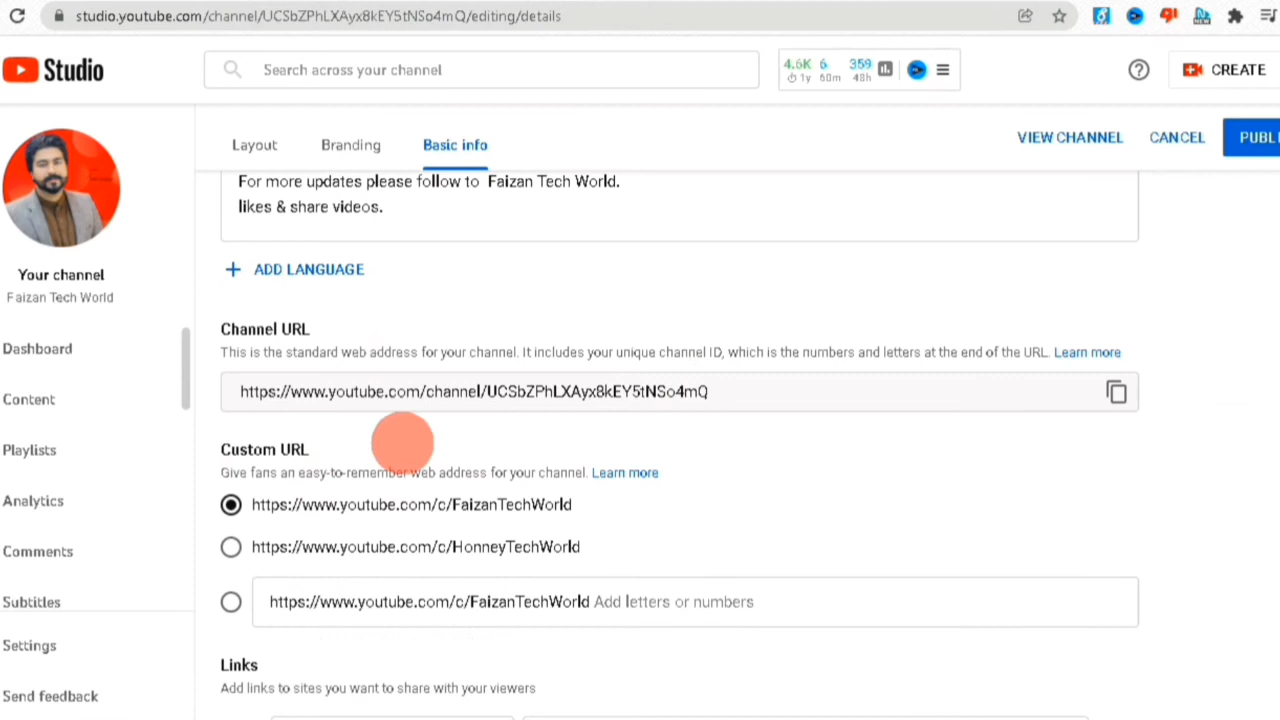 studio.youtube.com/channel/UCSbZPhLXAyx8kEY5tNSo4mQ/editing/details
Studio
Search across your channel
4.6K 6 359
1y 60m 48h
CREATE
Layout Branding Basic info
VIEW CHANNEL CANCEL PUBL
For more updates please follow to Faizan Tech World.
likes & share videos.
ADD LANGUAGE
Your channel
Faizan Tech World
Dashboard
Content
Playlists
Analytics
Comments
Subtitles
Settings
Send feedback
Channel URL
This is the standard web address for your channel. It includes your unique channel ID, which is the numbers and letters at the end of the URL. Learn more
https://www.youtube.com/channel/UCSbZPhLXAyx8kEY5tNSo4mQ
Custom URL
Give fans an easy-to-remember web address for your channel. Learn more
https://www.youtube.com/c/FaizanTechWorld
https://www.youtube.com/c/HonneyTechWorld
https://www.youtube.com/c/FaizanTechWorld Add letters or numbers
Links
Add links to sites you want to share with your viewers